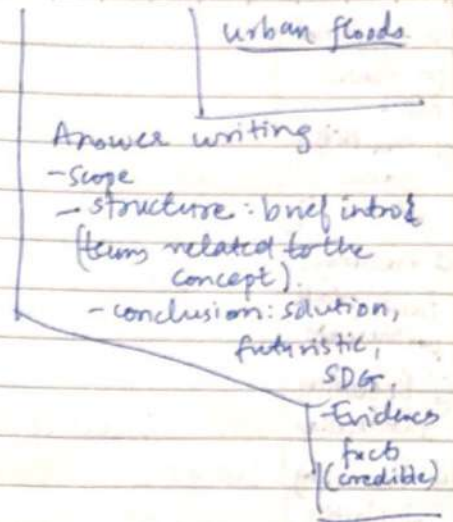 urban floods
Answer writing:
- Scope
- structure: brief intro
(terms related to the
concept).
- conclusion: solution,
futuristic,
SDG,
- Evidences
facts
(credible)